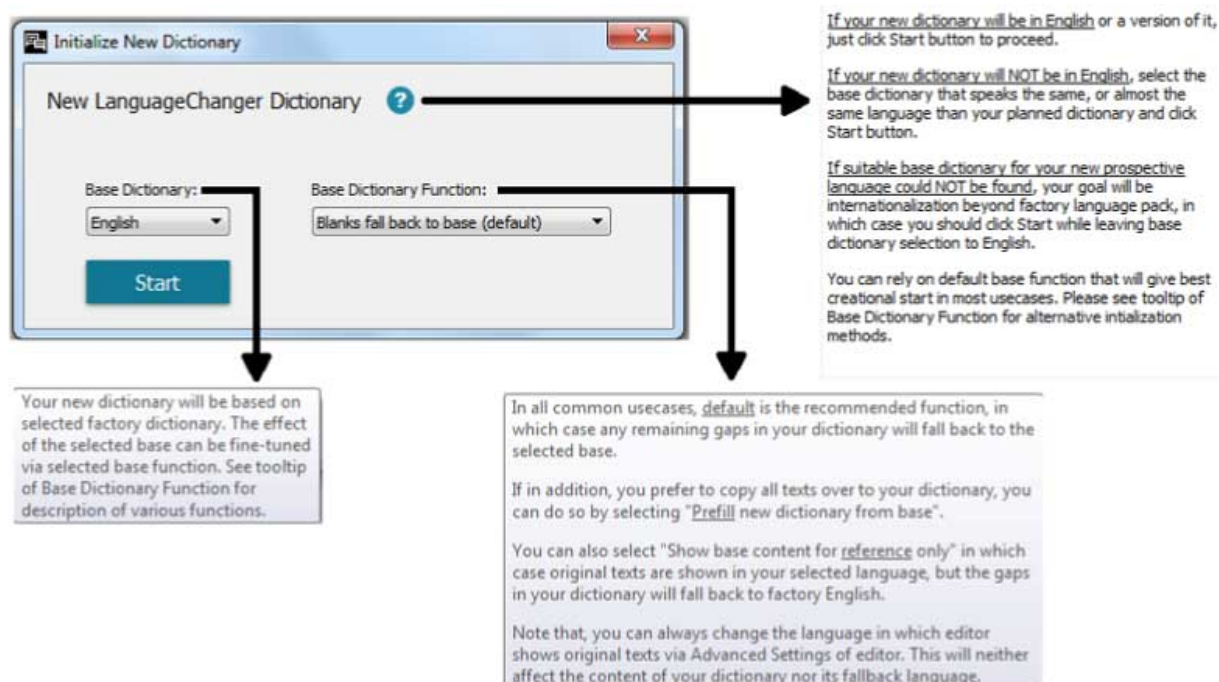 Initialize New Dictionary
New LanguageChanger Dictionary ?
Base Dictionary:
Base Dictionary Function:
English
Blanks fall back to base (default)
Start
If your new dictionary will be in English or a version of it,
just click Start button to proceed.
If your new dictionary will NOT be in English, select the
base dictionary that speaks the same, or almost the
same language than your planned dictionary and click
Start button.
If suitable base dictionary for your new prospective
language could NOT be found, your goal will be
internationalization beyond factory language pack, in
which case you should click Start while leaving base
dictionary selection to English.
You can rely on default base function that will give best
creational start in most usecases. Please see tooltip of
Base Dictionary Function for alternative intialization
methods.
Your new dictionary will be based on
selected factory dictionary. The effect
of the selected base can be fine-tuned
via selected base function. See tooltip
of Base Dictionary Function for
description of various functions.
In all common usecases, default is the recommended function, in
which case any remaining gaps in your dictionary will fall back to the
selected base.
If in addition, you prefer to copy all texts over to your dictionary, you
can do so by selecting "Prefill new dictionary from base".
You can also select "Show base content for reference only" in which
case original texts are shown in your selected language, but the gaps
in your dictionary will fall back to factory English.
Note that, you can always change the language in which editor
shows original texts via Advanced Settings of editor. This will neither
affect the content of your dictionary nor its fallback language.